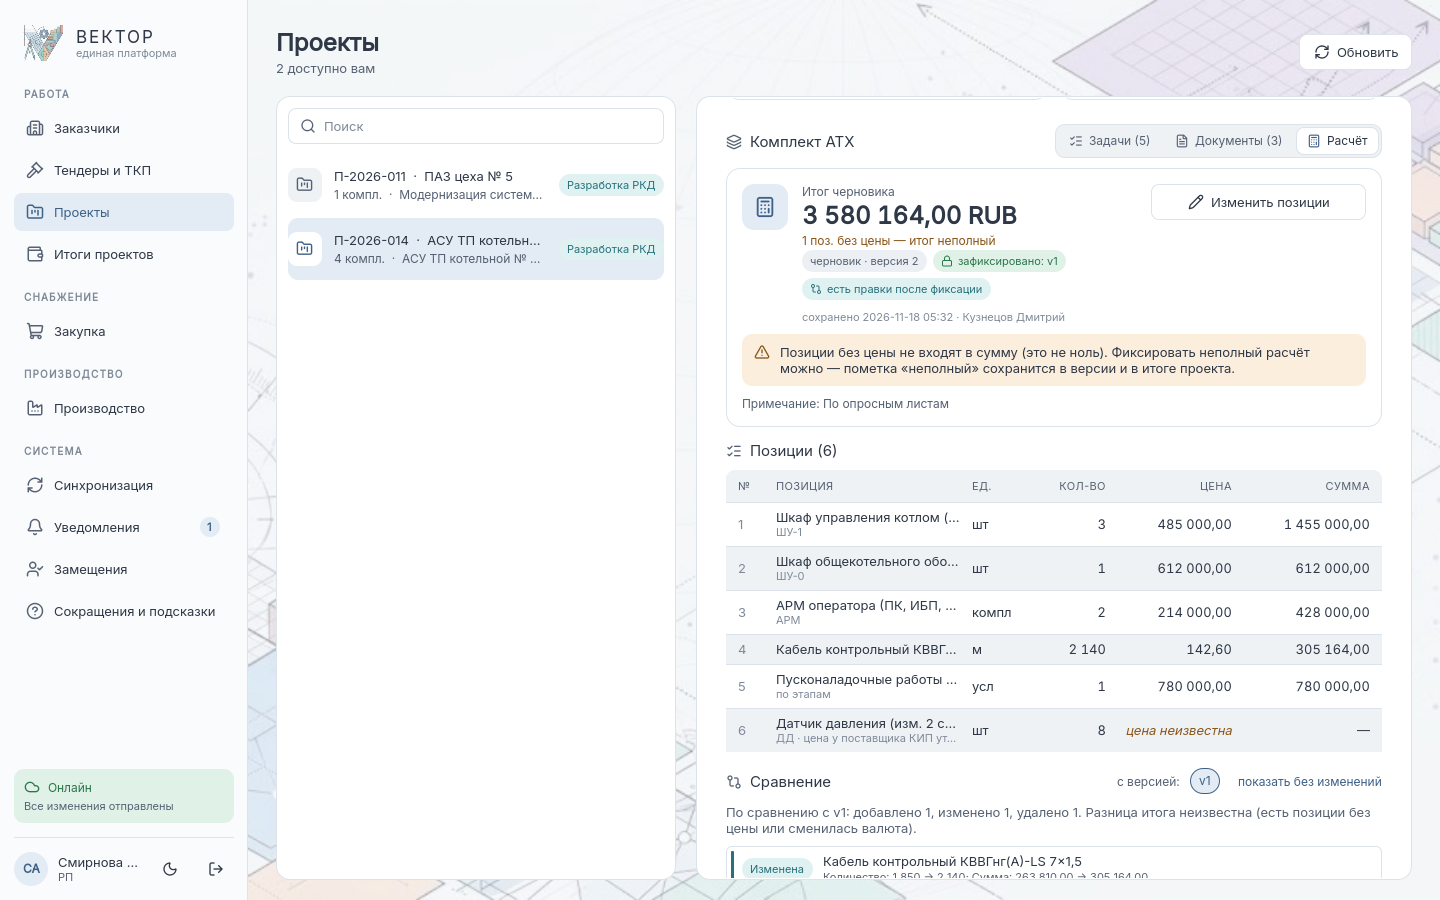 ВЕКТОР
единая платформа
РАБОТА
Заказчики
Тендеры и ТКП
Проекты
Итоги проектов
СНАБЖЕНИЕ
Закупка
ПРОИЗВОДСТВО
Производство
СИСТЕМА
Синхронизация
Уведомления 1
Замещения
Сокращения и подсказки
Онлайн
Все изменения отправлены
СА
Смирнова ...
РП
Проекты
2 доступно вам
Обновить
Поиск
П-2026-011 · ПАЗ цеха № 5
1 компл. · Модернизация систем...
Разработка РКД
П-2026-014 · АСУ ТП котельн...
4 компл. · АСУ ТП котельной № ...
Разработка РКД
Комплект АТХ
Задачи (5)
Документы (3)
Расчёт
Итог черновика
3 580 164,00 RUB
1 поз. без цены — итог неполный
черновик · версия 2
зафиксировано: v1
есть правки после фиксации
сохранено 2026-11-18 05:32 · Кузнецов Дмитрий
Изменить позиции
Позиции без цены не входят в сумму (это не ноль). Фиксировать неполный расчёт
можно — пометка «неполный» сохранится в версии и в итоге проекта.
Примечание: По опросным листам
Позиции (6)
№ ПОЗИЦИЯ ЕД. КОЛ-ВО ЦЕНА СУММА
1 Шкаф управления котлом (... шт 3 485 000,00 1 455 000,00
ШУ-1
2 Шкаф общекотельного обо... шт 1 612 000,00 612 000,00
ШУ-0
3 АРМ оператора (ПК, ИБП, ... компл 2 214 000,00 428 000,00
АРМ
4 Кабель контрольный КВВГ... м 2 140 142,60 305 164,00
5 Пусконаладочные работы ... усл 1 780 000,00 780 000,00
по этапам
6 Датчик давления (изм. 2 с... шт 8 цена неизвестна —
ДД · цена у поставщика КИП ут...
Сравнение
с версией: v1 показать без изменений
По сравнению с v1: добавлено 1, изменено 1, удалено 1. Разница итога неизвестна (есть позиции без
цены или сменилась валюта).
Изменена
Кабель контрольный КВВГнг(А)-LS 7×1,5
Количество: 1 850 → 2 140; Сумма: 263 810,00 → 305 164,00